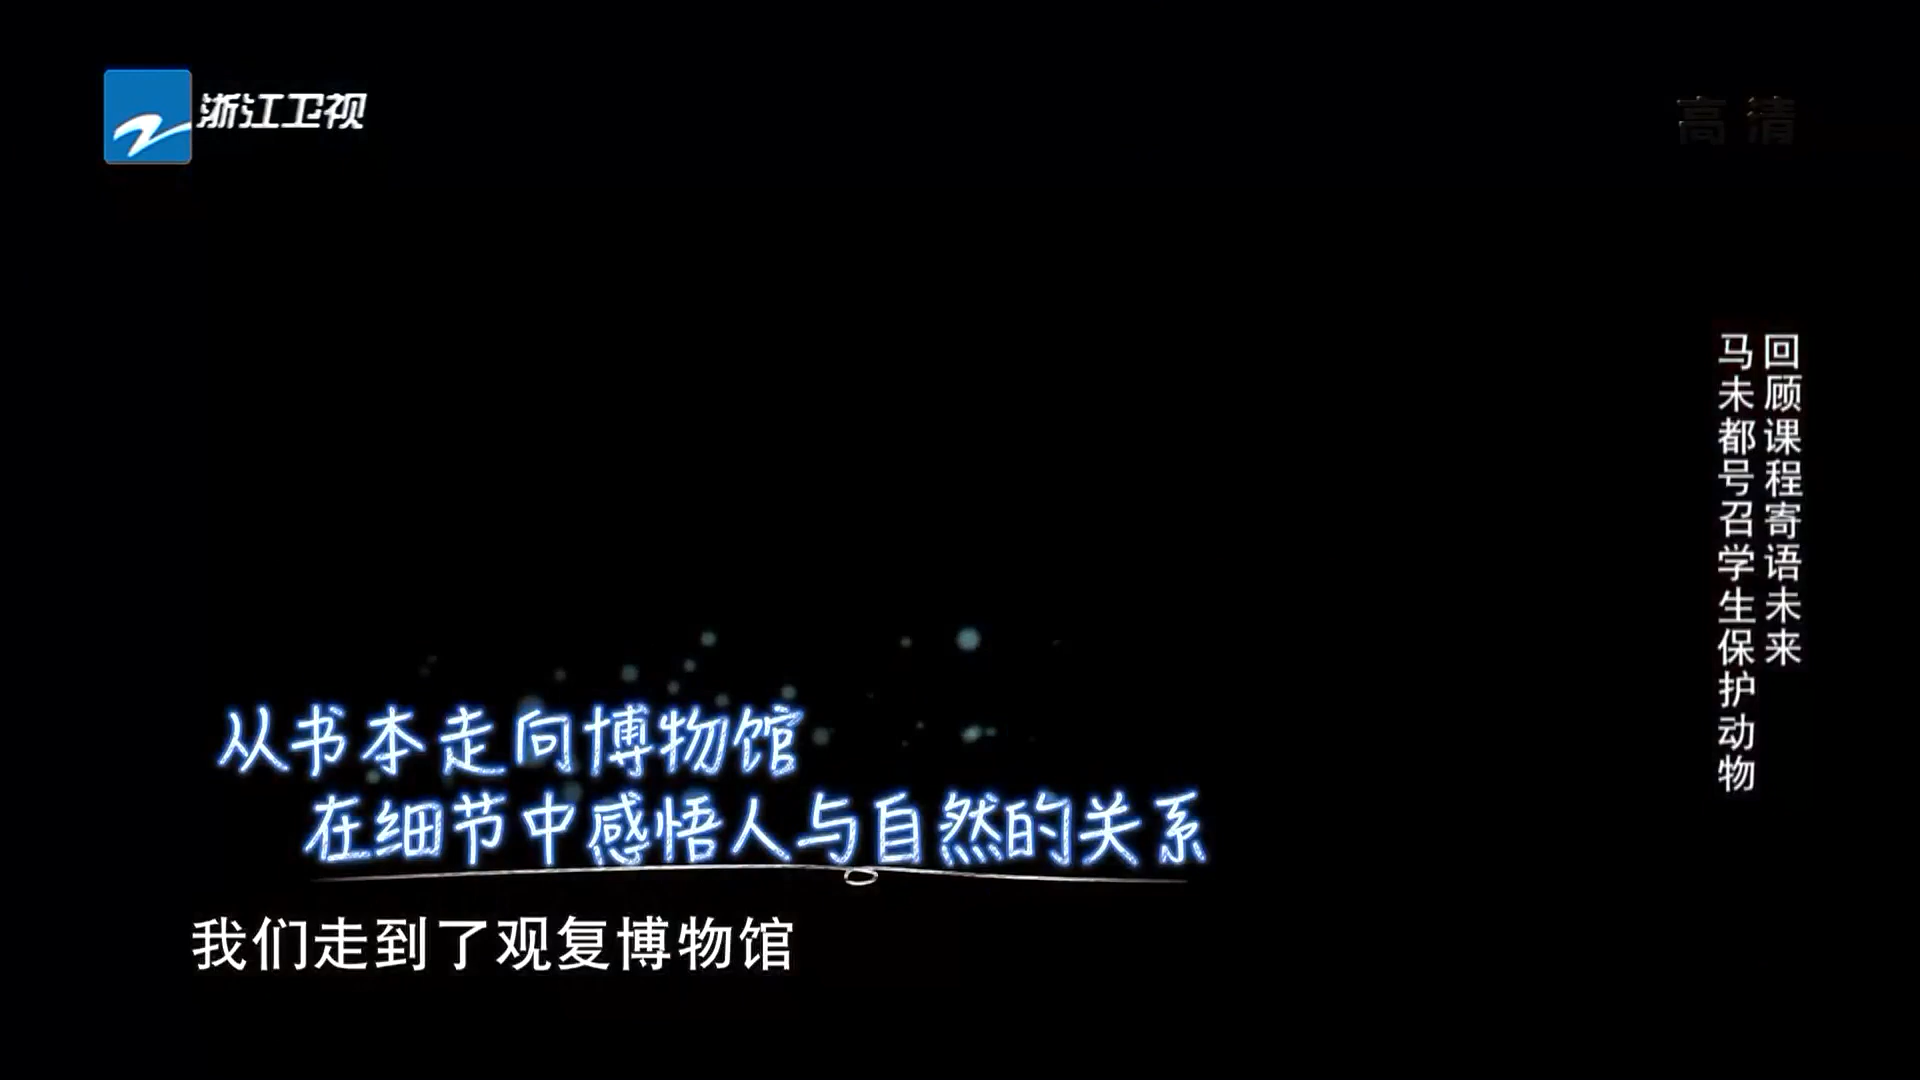 浙江卫视
高清
回顾课程寄语未来
马未都号召学生保护动物
从书本走向博物馆
在细节中感悟人与自然的关系
我们走到了观复博物馆